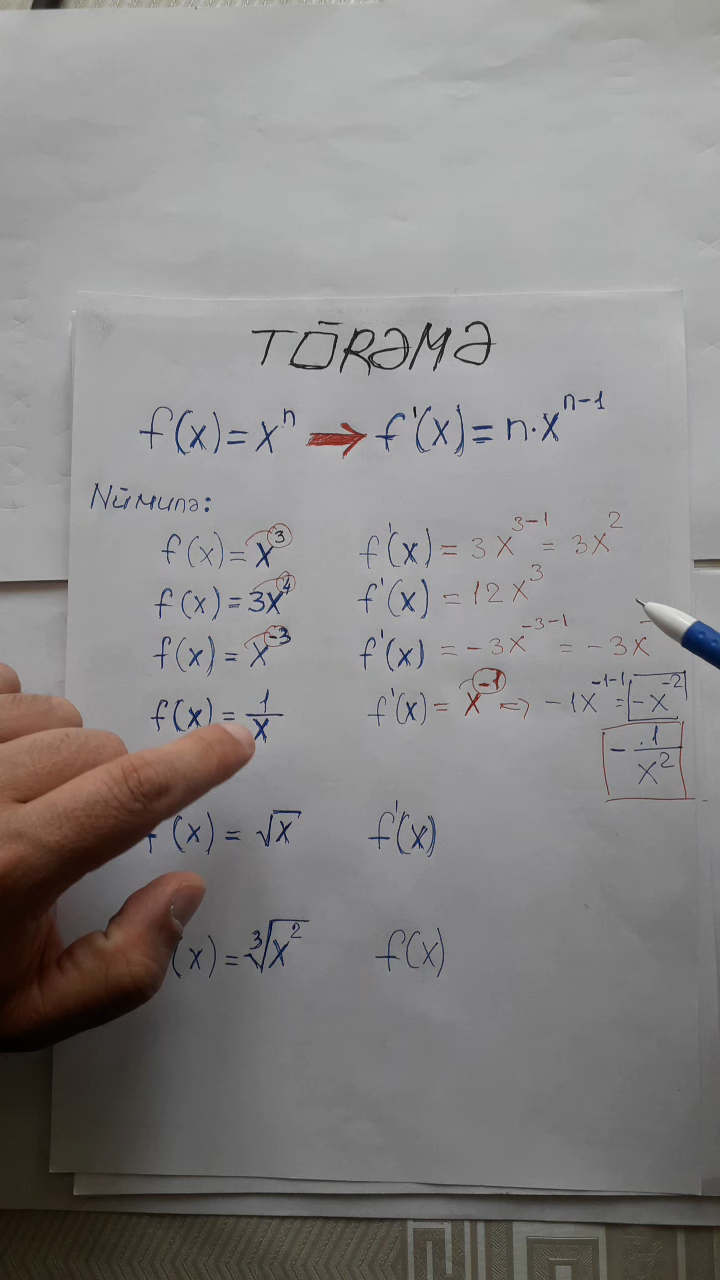 TÖRƏMƏ
f(x) = xⁿ → f'(x) = n·xⁿ⁻¹
Nümunə:
f(x) = x³ f'(x) = 3x³⁻¹ = 3x²
f(x) = 3x⁴ f'(x) = 12x³
f(x) = x⁻³ f'(x) = -3x⁻³⁻¹ = -3x⁻
f(x) = 1/x f'(x) = x⁻¹ => -1x⁻¹⁻¹ = -x⁻²
-1/x²
f(x) = √x f'(x)
(x) = ³√x² f(x)